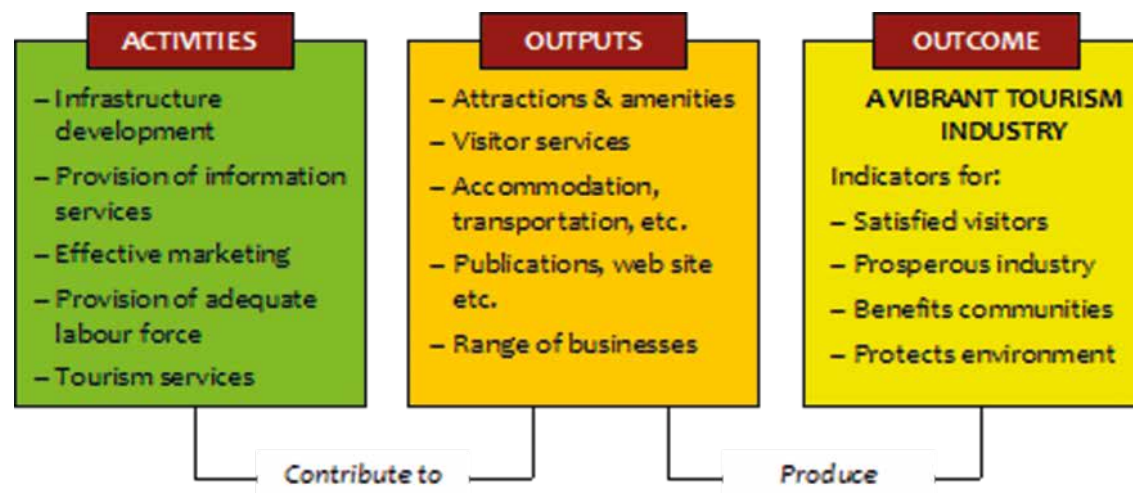 ACTIVITIES
– Infrastructure
development
– Provision of information
services
– Effective marketing
– Provision of adequate
labour force
– Tourism services
OUTPUTS
– Attractions & amenities
– Visitor services
– Accommodation,
transportation, etc.
– Publications, web site
etc.
– Range of businesses
OUTCOME
A VIBRANT TOURISM
INDUSTRY
Indicators for:
– Satisfied visitors
– Prosperous industry
– Benefits communities
– Protects environment
Contribute to
Produce